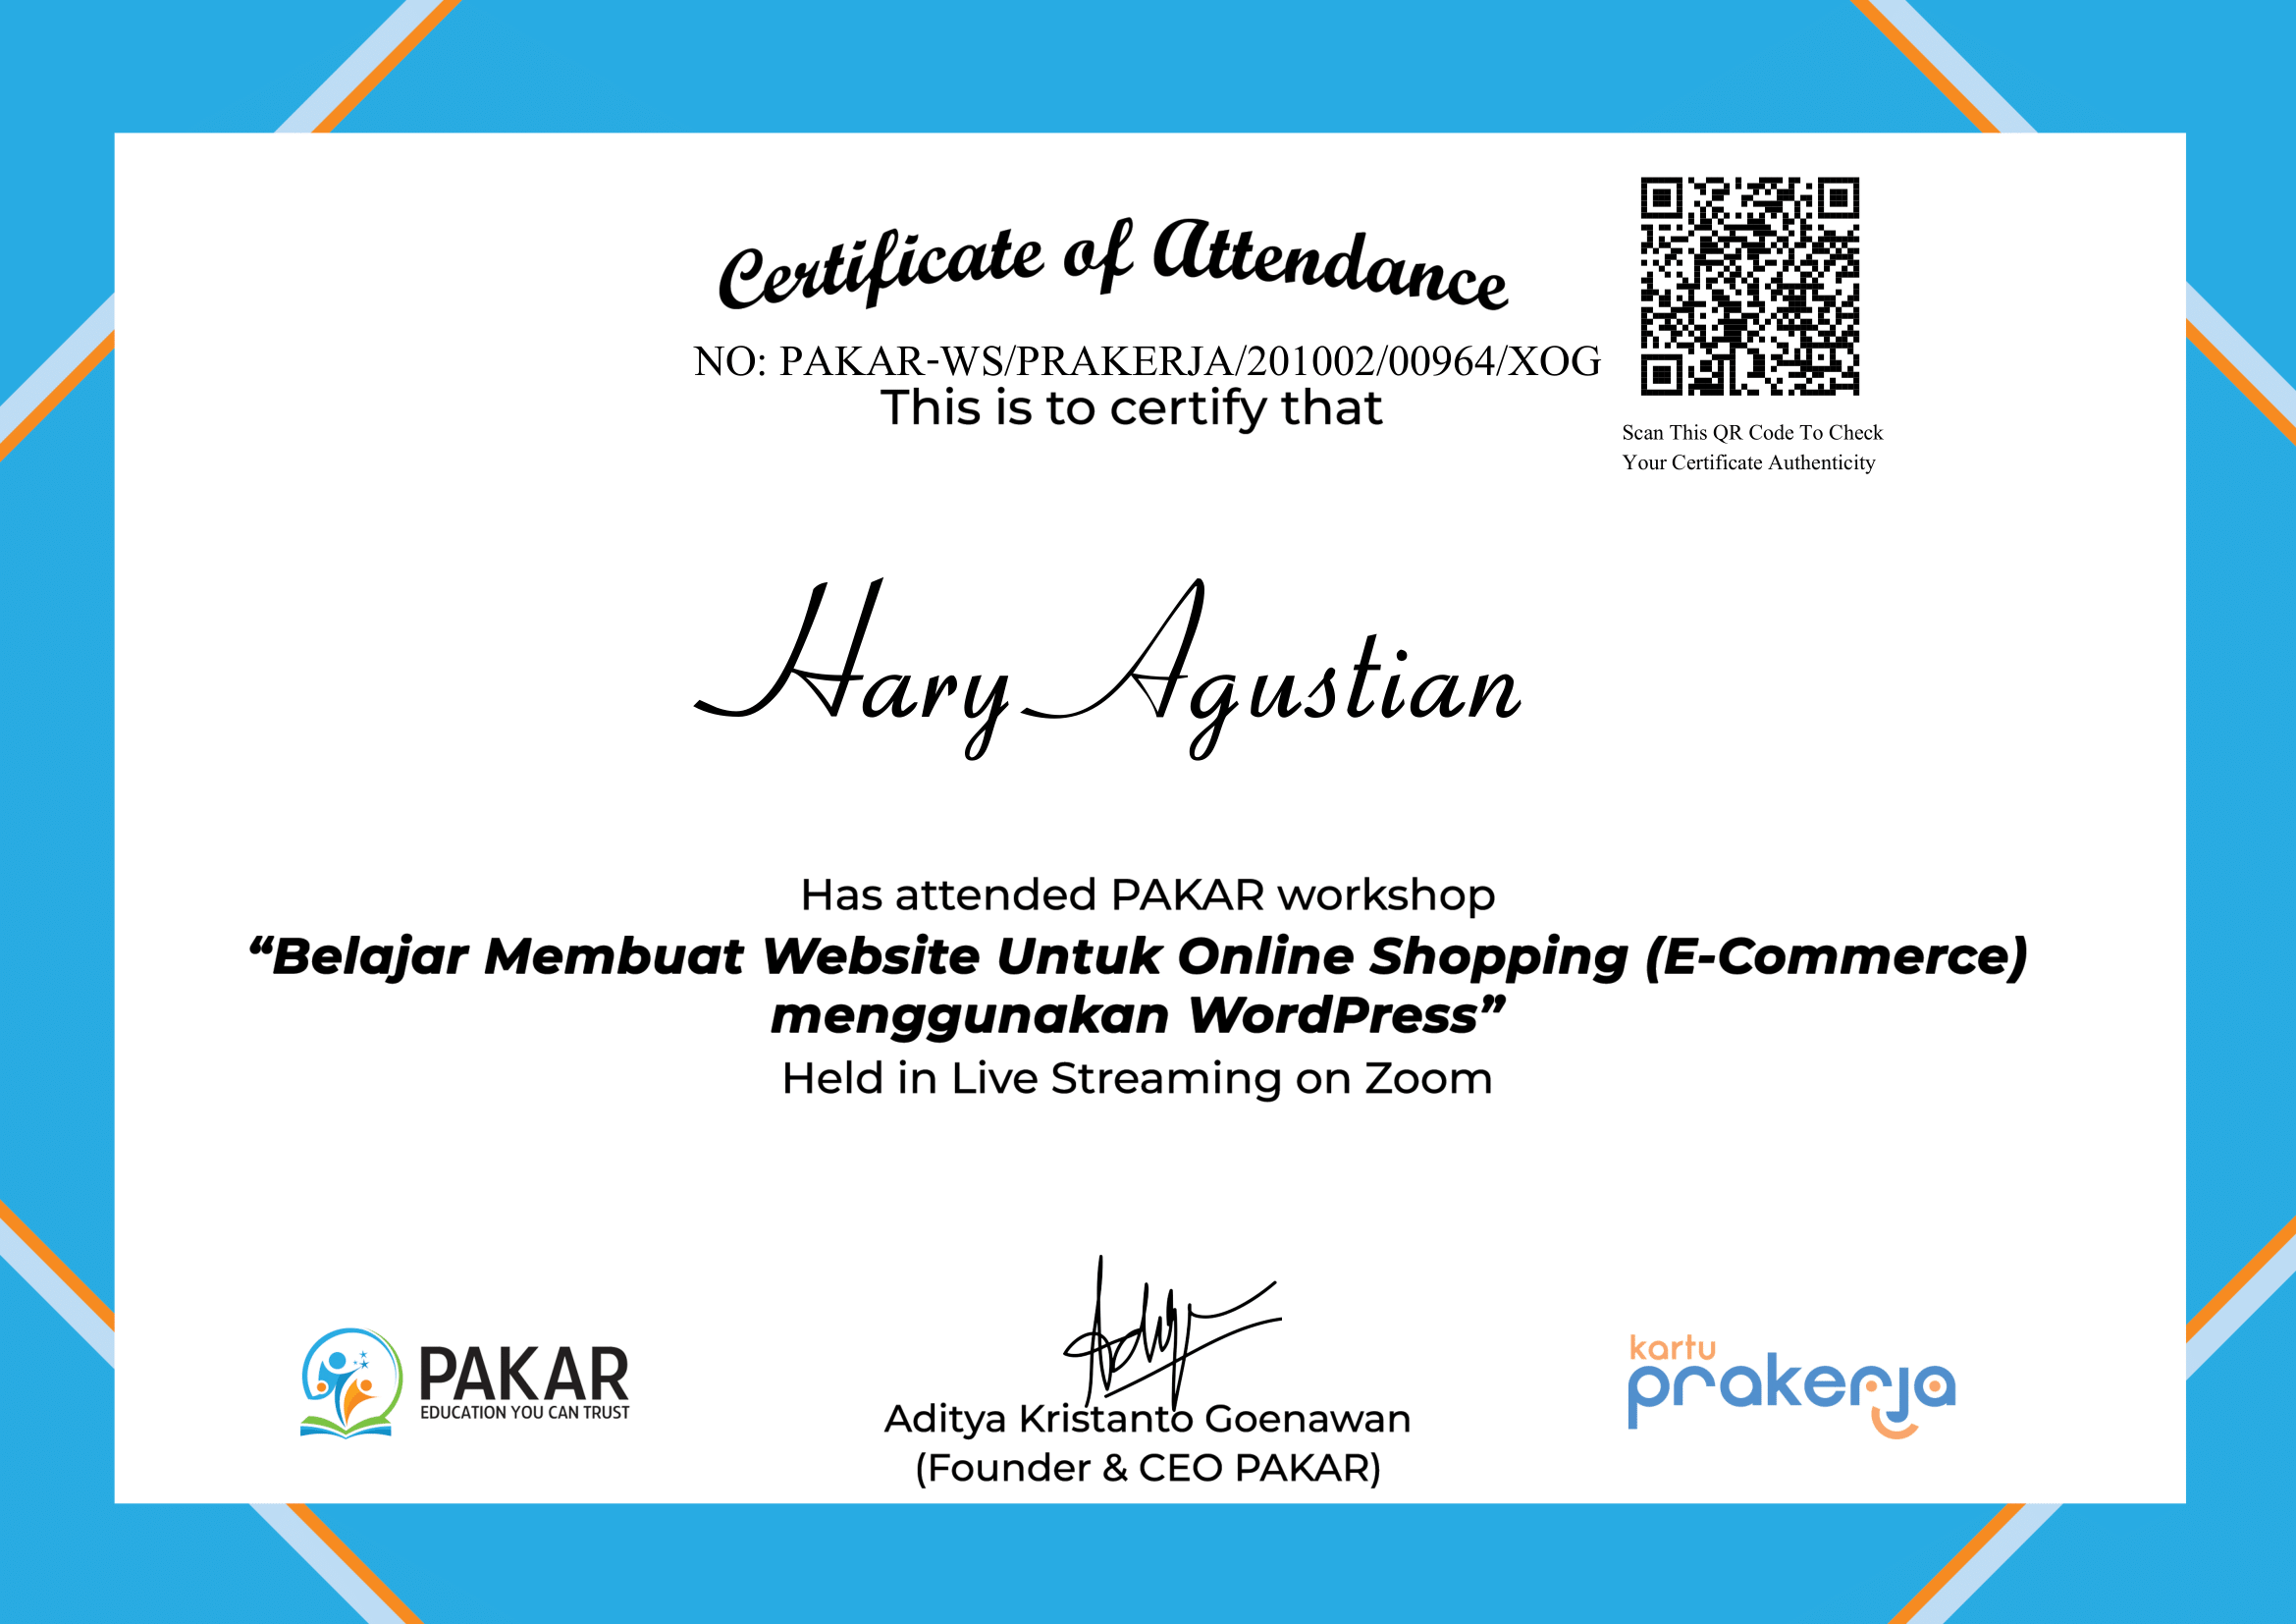 Certificate of Attendance
NO: PAKAR-WS/PRAKERJA/201002/00964/XOG
This is to certify that
Scan This QR Code To Check
Your Certificate Authenticity
Hary Agustian
Has attended PAKAR workshop
“Belajar Membuat Website Untuk Online Shopping (E-Commerce)
menggunakan WordPress”
Held in Live Streaming on Zoom
PAKAR
EDUCATION YOU CAN TRUST
Aditya Kristanto Goenawan
(Founder & CEO PAKAR)
kartu
prakerja